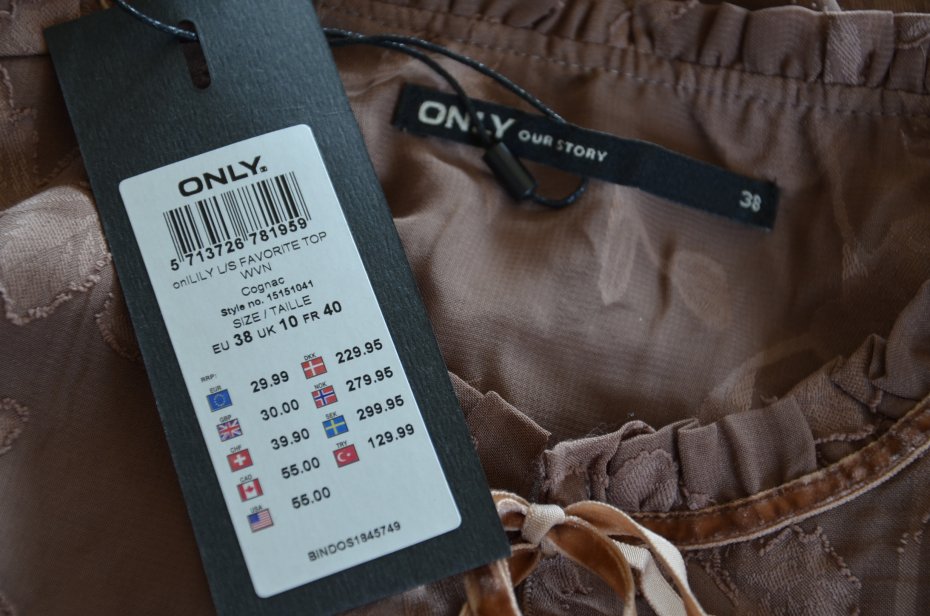 ONLY
5 713726 781959
onlLILY L/S FAVORITE TOP
WVN
Cognac
Style no. 15151041
SIZE / TAILLE
EU 38 UK 10 FR 40
RRP:
EUR 29.99
GBP 30.00
CHF 39.90
CAD 55.00
USA 55.00
DKK 229.95
NOK 279.95
SEK 299.95
TRY 129.99
BINDOS1845749
ONLY OUR STORY
38